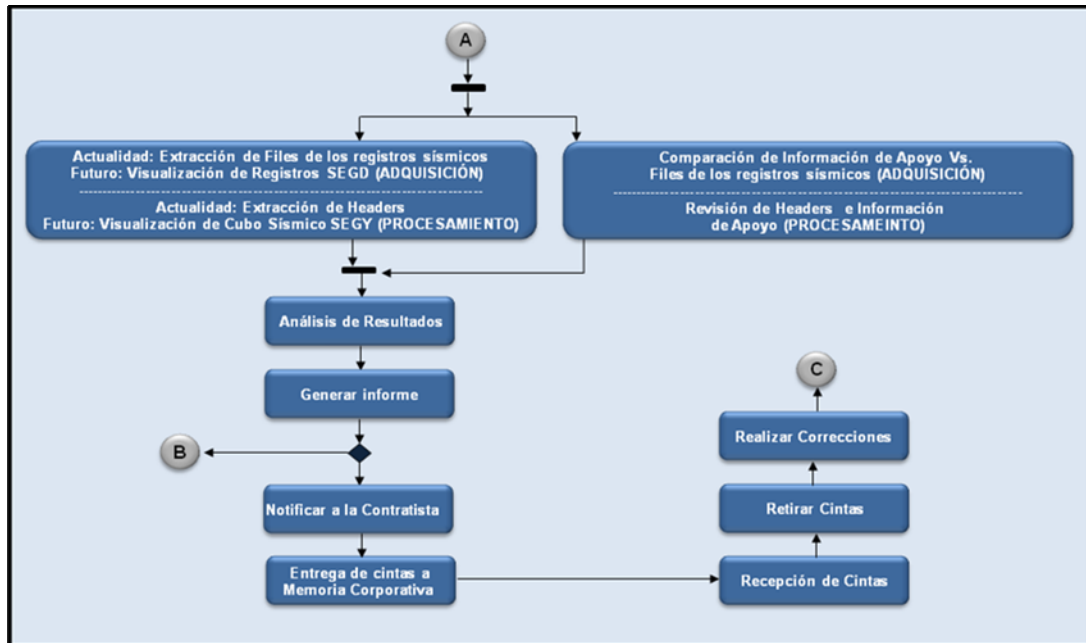 A
Actualidad: Extracción de Files de los registros sísmicos
Futuro: Visualización de Registros SEGD (ADQUISICIÓN)
Actualidad: Extracción de Headers
Futuro: Visualización de Cubo Sísmico SEGY (PROCESAMIENTO)
Comparación de Información de Apoyo Vs.
Files de los registros sísmicos (ADQUISICIÓN)
Revisión de Headers e Información
de Apoyo (PROCESAMEINTO)
Análisis de Resultados
Generar informe
B
Notificar a la Contratista
Entrega de cintas a
Memoria Corporativa
C
Realizar Correcciones
Retirar Cintas
Recepción de Cintas